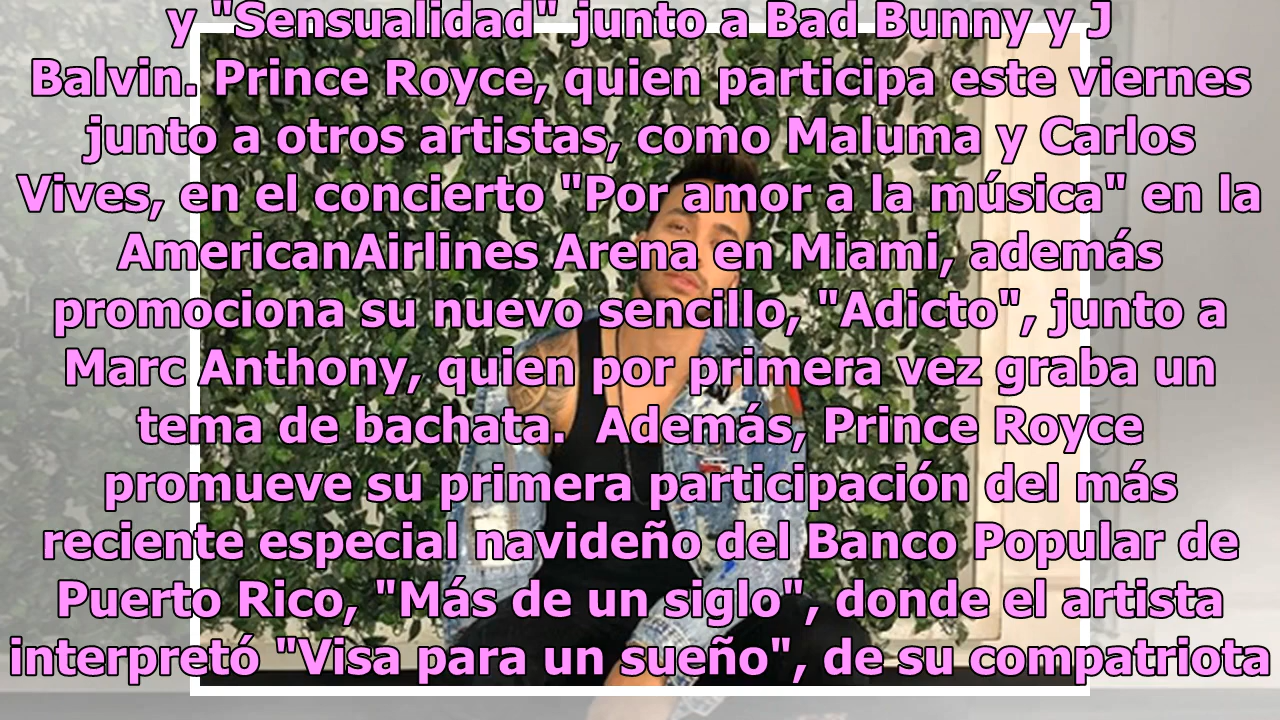 y "Sensualidad" junto a Bad Bunny y J
Balvin. Prince Royce, quien participa este viernes
junto a otros artistas, como Maluma y Carlos
Vives, en el concierto "Por amor a la música" en la
AmericanAirlines Arena en Miami, además
promociona su nuevo sencillo, "Adicto", junto a
Marc Anthony, quien por primera vez graba un
tema de bachata.  Además, Prince Royce
promueve su primera participación del más
reciente especial navideño del Banco Popular de
Puerto Rico, "Más de un siglo", donde el artista
interpretó "Visa para un sueño", de su compatriota